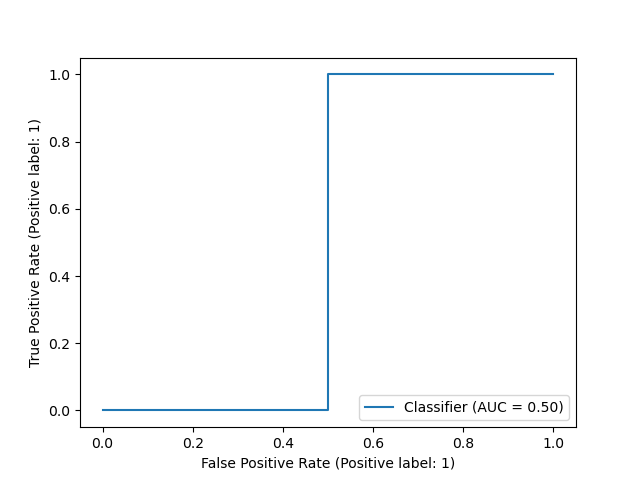 1.0
0.8
0.6
0.4
0.2
0.0
True Positive Rate (Positive label: 1)
Classifier (AUC = 0.50)
0.0 0.2 0.4 0.6 0.8 1.0
False Positive Rate (Positive label: 1)